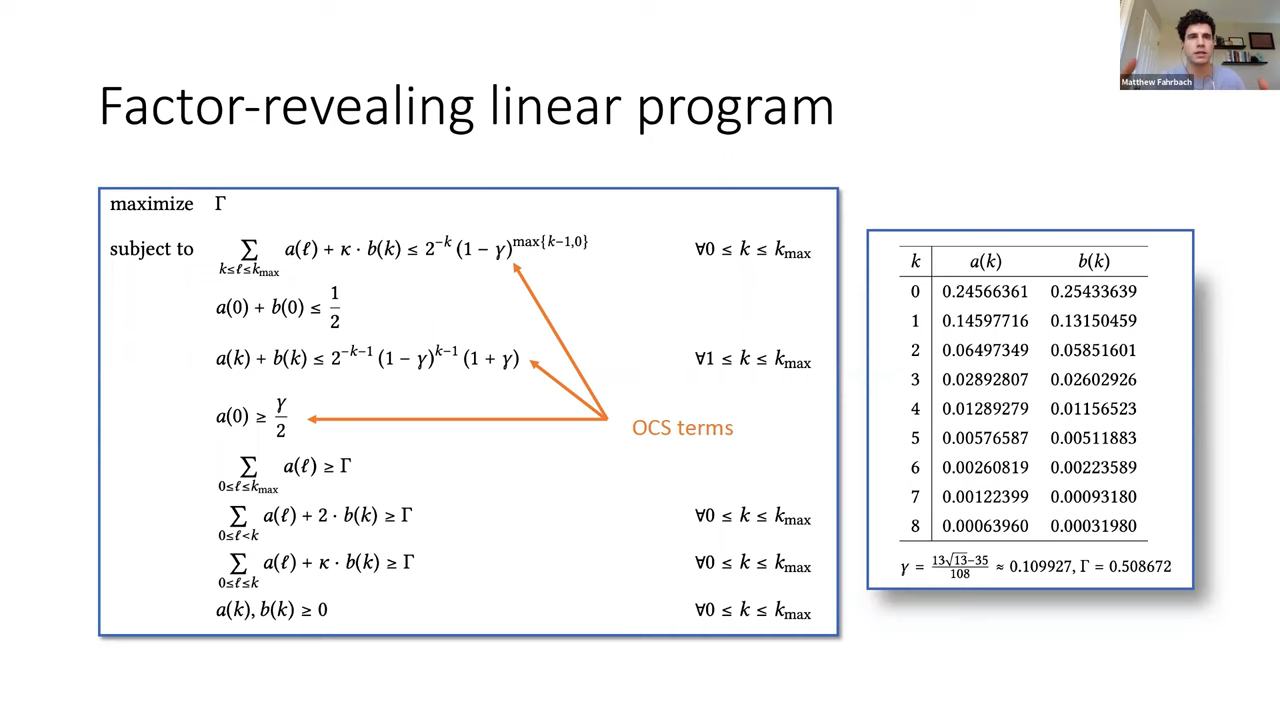 Matthew Fahrbach
Factor-revealing linear program
maximize Γ
subject to ∑_{k≤ℓ≤k_max} a(ℓ) + κ · b(k) ≤ 2^{−k} (1 − γ)^{max{k−1,0}} ∀0 ≤ k ≤ k_max
a(0) + b(0) ≤ 1/2
a(k) + b(k) ≤ 2^{−k−1} (1 − γ)^{k−1} (1 + γ) ∀1 ≤ k ≤ k_max
a(0) ≥ γ/2
OCS terms
∑_{0≤ℓ≤k_max} a(ℓ) ≥ Γ
∑_{0≤ℓ<k} a(ℓ) + 2 · b(k) ≥ Γ ∀0 ≤ k ≤ k_max
∑_{0≤ℓ≤k} a(ℓ) + κ · b(k) ≥ Γ ∀0 ≤ k ≤ k_max
a(k), b(k) ≥ 0 ∀0 ≤ k ≤ k_max
k a(k) b(k)
0 0.24566361 0.25433639
1 0.14597716 0.13150459
2 0.06497349 0.05851601
3 0.02892807 0.02602926
4 0.01289279 0.01156523
5 0.00576587 0.00511883
6 0.00260819 0.00223589
7 0.00122399 0.00093180
8 0.00063960 0.00031980
γ = (13√13−35)/108 ≈ 0.109927, Γ = 0.508672